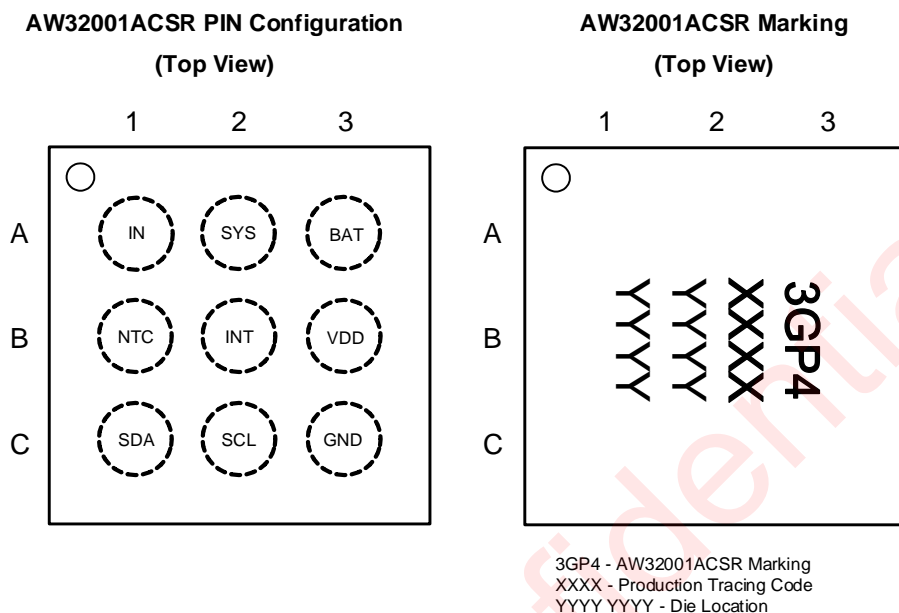 AW32001ACSR PIN Configuration
(Top View)
1 2 3
A IN SYS BAT
B NTC INT VDD
C SDA SCL GND
AW32001ACSR Marking
(Top View)
1 2 3
A
B
C
3GP4
XXXX
YYYY
YYYY
3GP4 - AW32001ACSR Marking
XXXX - Production Tracing Code
YYYY YYYY - Die Location